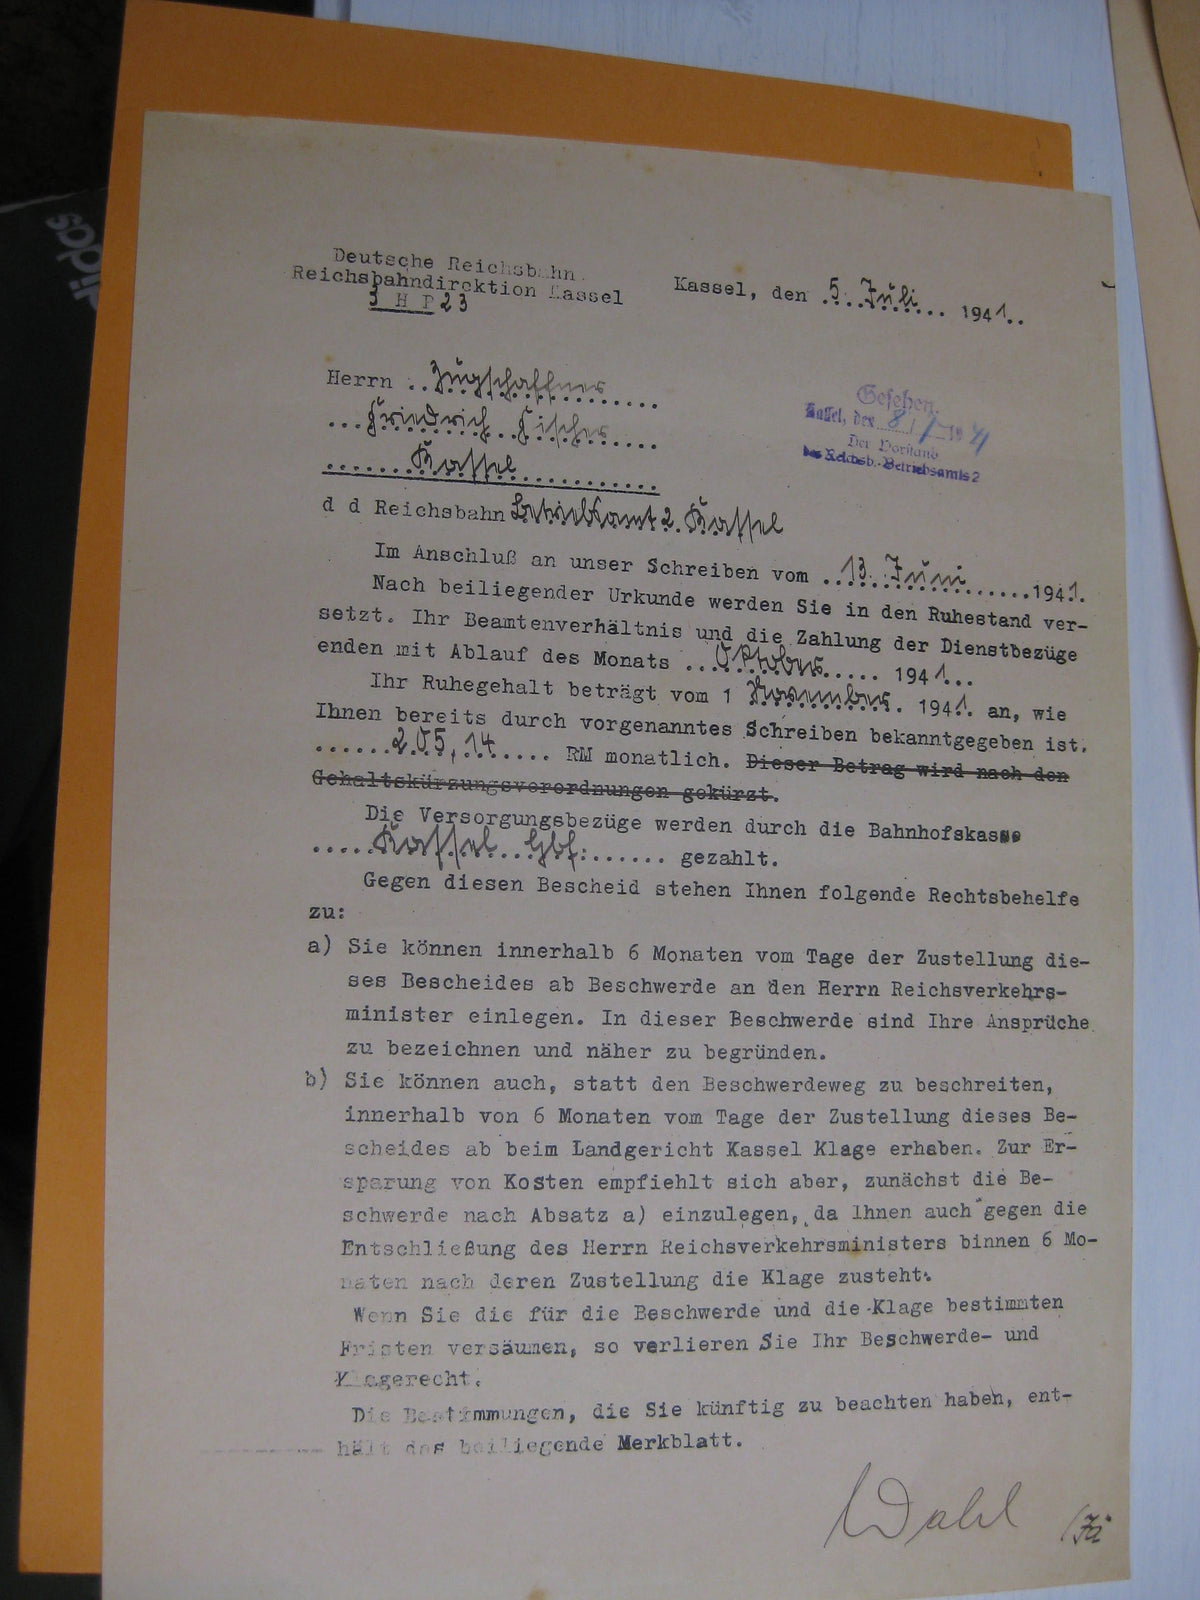 adidas
Deutsche Reichsbahn
Reichsbahndirektion Kassel
3 H P 23
Kassel, den 5. Juli 1941.
Herrn Zugschaffner
Friedrich Fischer
Kassel
Gesehen.
Kassel, den 8/7 1941
Der Vorstand
des Reichsb.-Betriebsamts 2
d d Reichsbahn Betriebsamt 2 Kassel
Im Anschluß an unser Schreiben vom 13. Juni 1941.
Nach beiliegender Urkunde werden Sie in den Ruhestand ver-
setzt. Ihr Beamtenverhältnis und die Zahlung der Dienstbezüge
enden mit Ablauf des Monats Oktober 1941...
Ihr Ruhegehalt beträgt vom 1 November. 1941. an, wie
Ihnen bereits durch vorgenanntes Schreiben bekanntgegeben ist.
......205,14..... RM monatlich. Dieser Betrag wird nach den
Gehaltskürzungsverordnungen gekürzt.
Die Versorgungsbezüge werden durch die Bahnhofskasse
.....Kassel Gbf:...... gezahlt.
Gegen diesen Bescheid stehen Ihnen folgende Rechtsbehelfe
zu:
a) Sie können innerhalb 6 Monaten vom Tage der Zustellung die-
ses Bescheides ab Beschwerde an den Herrn Reichsverkehrs-
minister einlegen. In dieser Beschwerde sind Ihre Ansprüche
zu bezeichnen und näher zu begründen.
b) Sie können auch, statt den Beschwerdeweg zu beschreiten,
innerhalb von 6 Monaten vom Tage der Zustellung dieses Be-
scheides ab beim Landgericht Kassel Klage erhaben. Zur Er-
sparung von Kosten empfiehlt sich aber, zunächst die Be-
schwerde nach Absatz a) einzulegen, da Ihnen auch gegen die
Entschließung des Herrn Reichsverkehrsministers binnen 6 Mo-
naten nach deren Zustellung die Klage zusteht.
Wenn Sie die für die Beschwerde und die Klage bestimmten
Fristen versäumen, so verlieren Sie Ihr Beschwerde- und
Klagerecht.
Die Bestimmungen, die Sie künftig zu beachten haben, ent-
hält das beiliegende Merkblatt.
Wahl